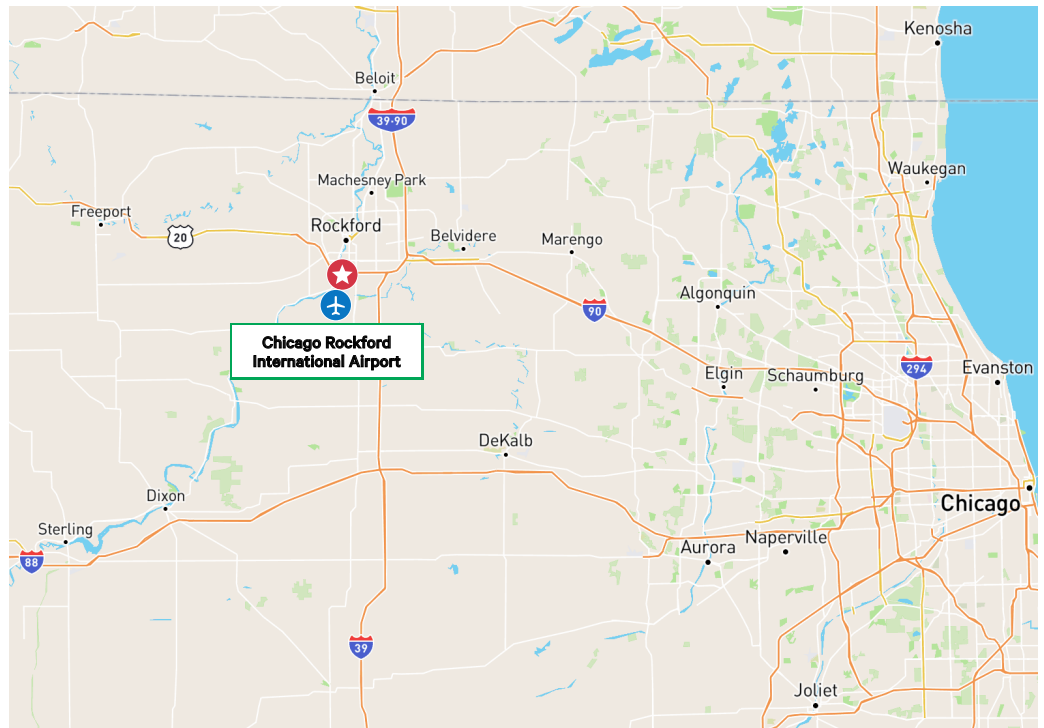 Kenosha
Beloit
39-90
Waukegan
Machesney Park
Freeport
20
Rockford
Belvidere
Marengo
Algonquin
90
Chicago Rockford
International Airport
Elgin
Schaumburg
294
Evanston
DeKalb
Dixon
Chicago
Sterling
Naperville
Aurora
88
39
Joliet